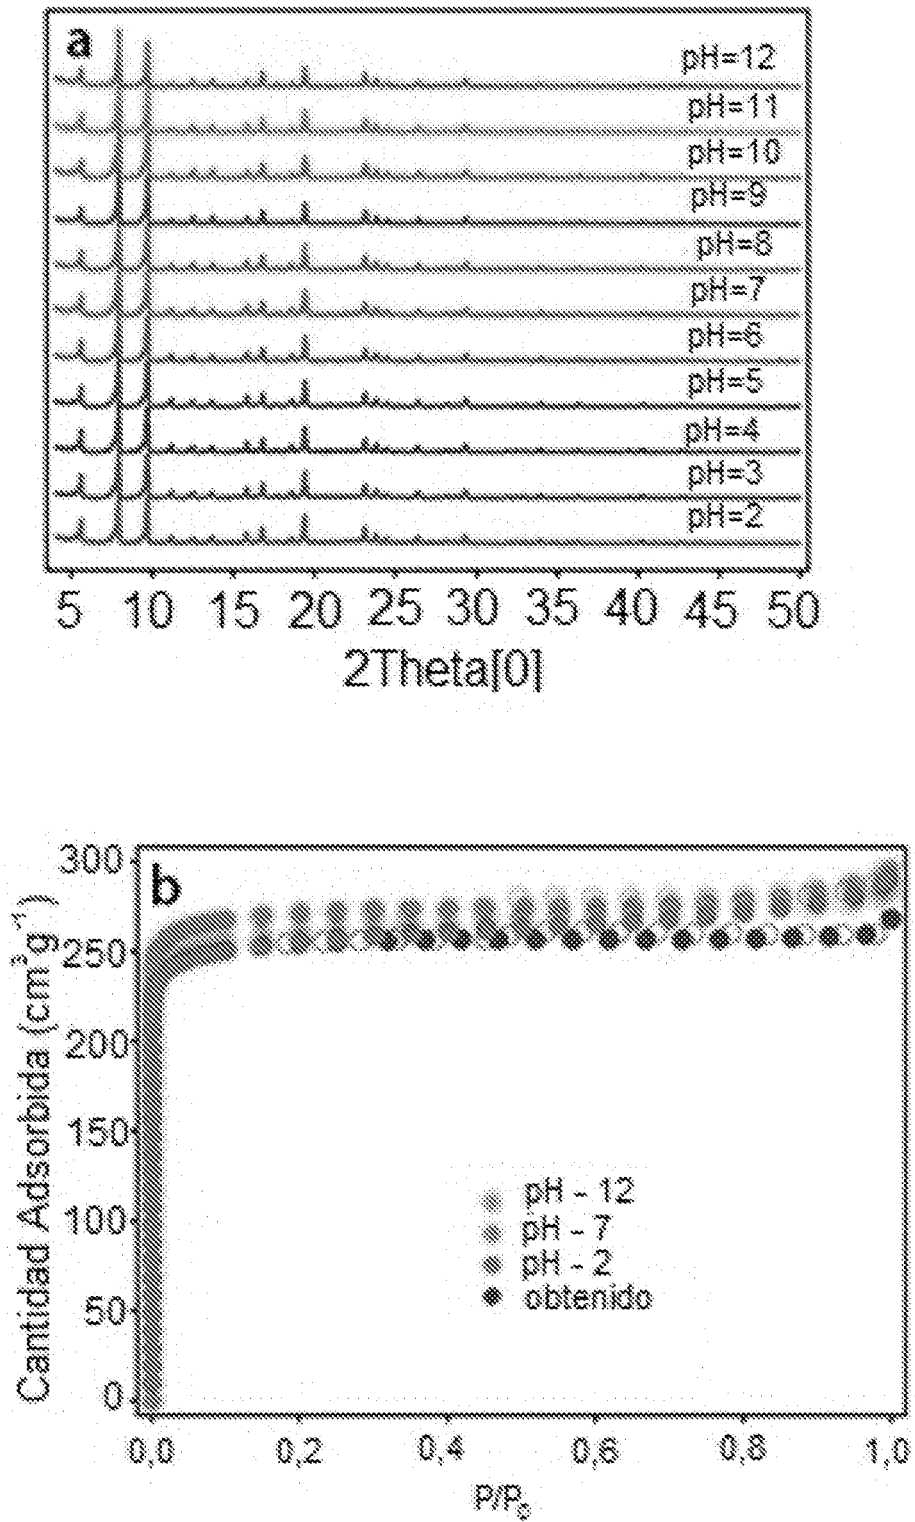 a
pH=12
pH=11
pH=10
pH=9
pH=8
pH=7
pH=6
pH=5
pH=4
pH=3
pH=2
5 10 15 20 25 30 35 40 45 50
2Theta[0]
b
Cantidad Adsorbida (cm³g⁻¹)
300
250
200
150
100
50
0
pH - 12
pH - 7
pH - 2
obtenido
0,0 0,2 0,4 0,6 0,8 1,0
P/P₀